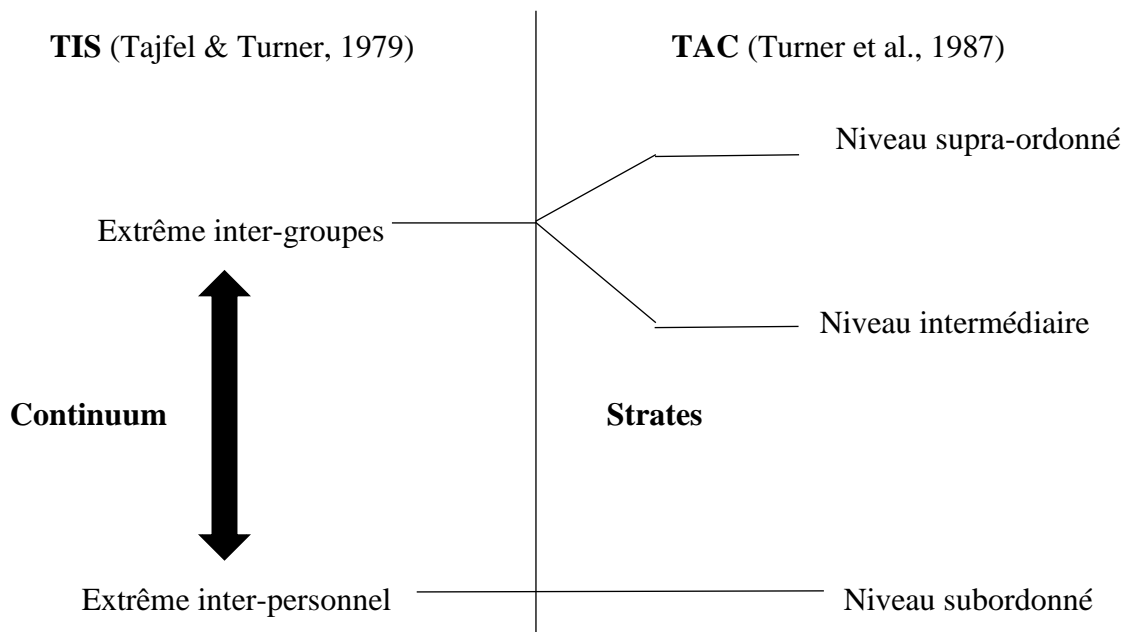 TIS (Tajfel & Turner, 1979)
TAC (Turner et al., 1987)
Niveau supra-ordonné
Extrême inter-groupes
Niveau intermédiaire
Continuum
Strates
Extrême inter-personnel
Niveau subordonné